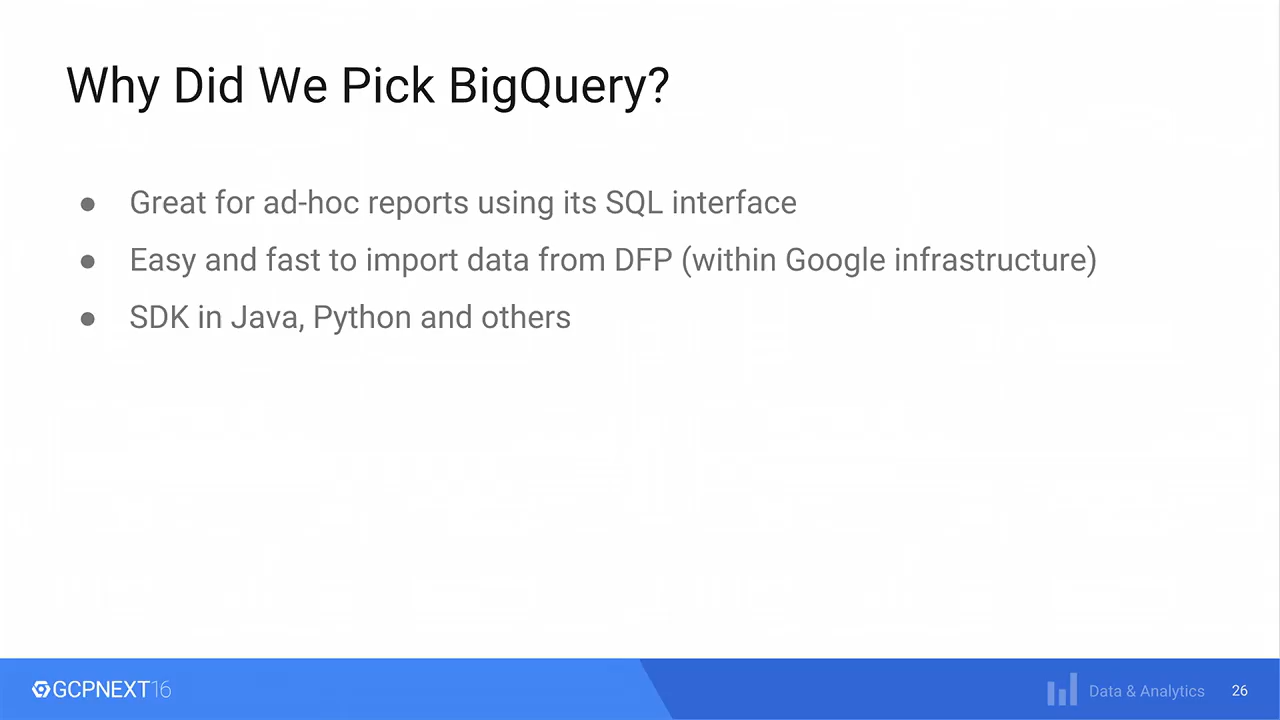 Why Did We Pick BigQuery?
● Great for ad-hoc reports using its SQL interface
● Easy and fast to import data from DFP (within Google infrastructure)
● SDK in Java, Python and others
GCPNEXT16
Data & Analytics
26